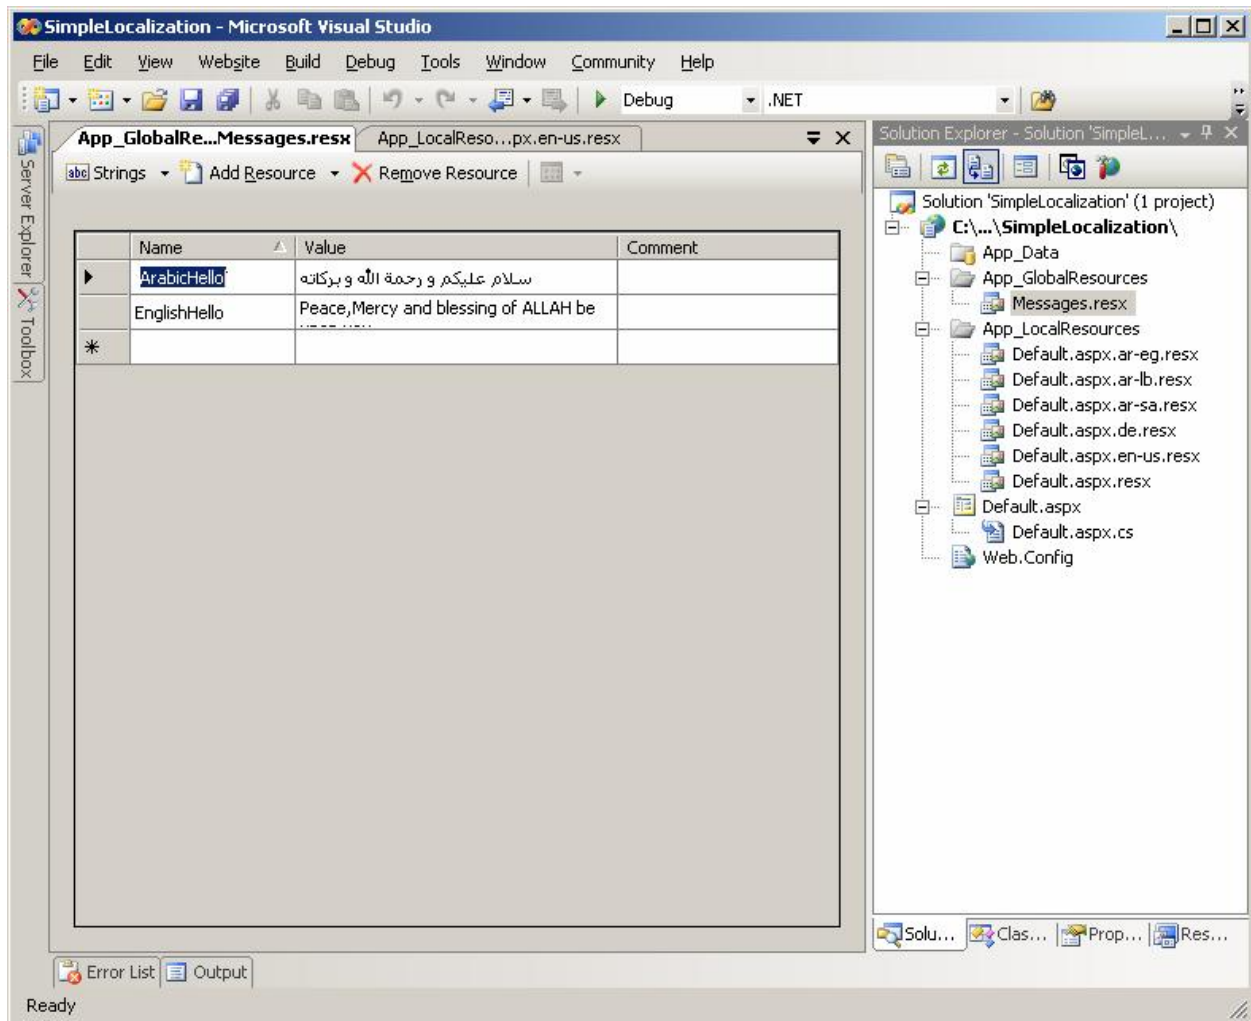 SimpleLocalization - Microsoft Visual Studio
File Edit View Website Build Debug Tools Window Community Help
Debug .NET
App_GlobalRe...Messages.resx App_LocalReso...px.en-us.resx
Solution Explorer - Solution 'SimpleL...
abc Strings Add Resource Remove Resource
Server Explorer
Toolbox
Name Value Comment
ArabicHello سلام عليكم و رحمة الله و بركاته
EnglishHello Peace,Mercy and blessing of ALLAH be
Solution 'SimpleLocalization' (1 project)
C:\...\SimpleLocalization\
App_Data
App_GlobalResources
Messages.resx
App_LocalResources
Default.aspx.ar-eg.resx
Default.aspx.ar-lb.resx
Default.aspx.ar-sa.resx
Default.aspx.de.resx
Default.aspx.en-us.resx
Default.aspx.resx
Default.aspx
Default.aspx.cs
Web.Config
Solu... Clas... Prop... Res...
Error List Output
Ready